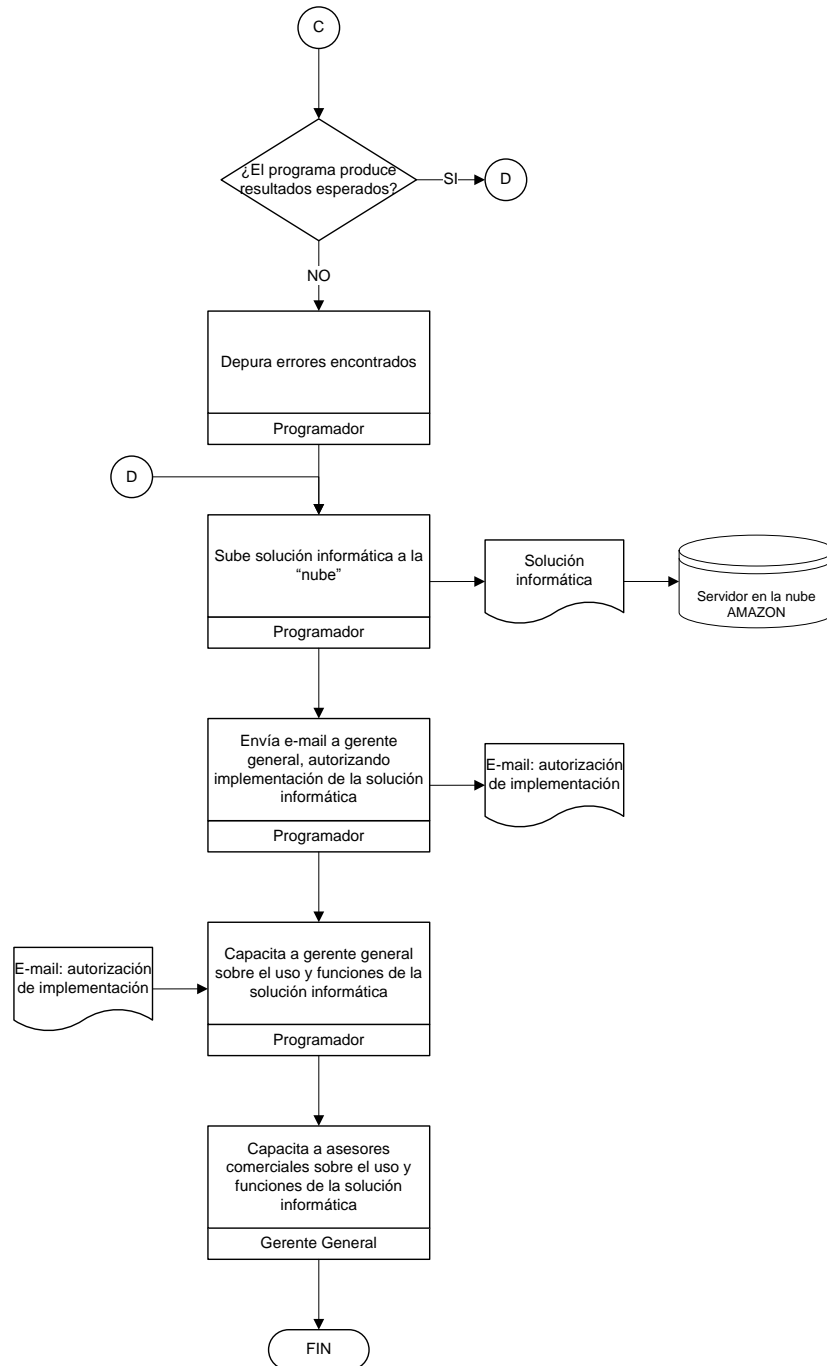 C
¿El programa produce
resultados esperados?
SI
D
NO
Depura errores encontrados
Programador
D
Sube solución informática a la
“nube”
Programador
Solución
informática
Servidor en la nube
AMAZON
Envía e-mail a gerente
general, autorizando
implementación de la solución
informática
Programador
E-mail: autorización
de implementación
E-mail: autorización
de implementación
Capacita a gerente general
sobre el uso y funciones de la
solución informática
Programador
Capacita a asesores
comerciales sobre el uso y
funciones de la solución
informática
Gerente General
FIN